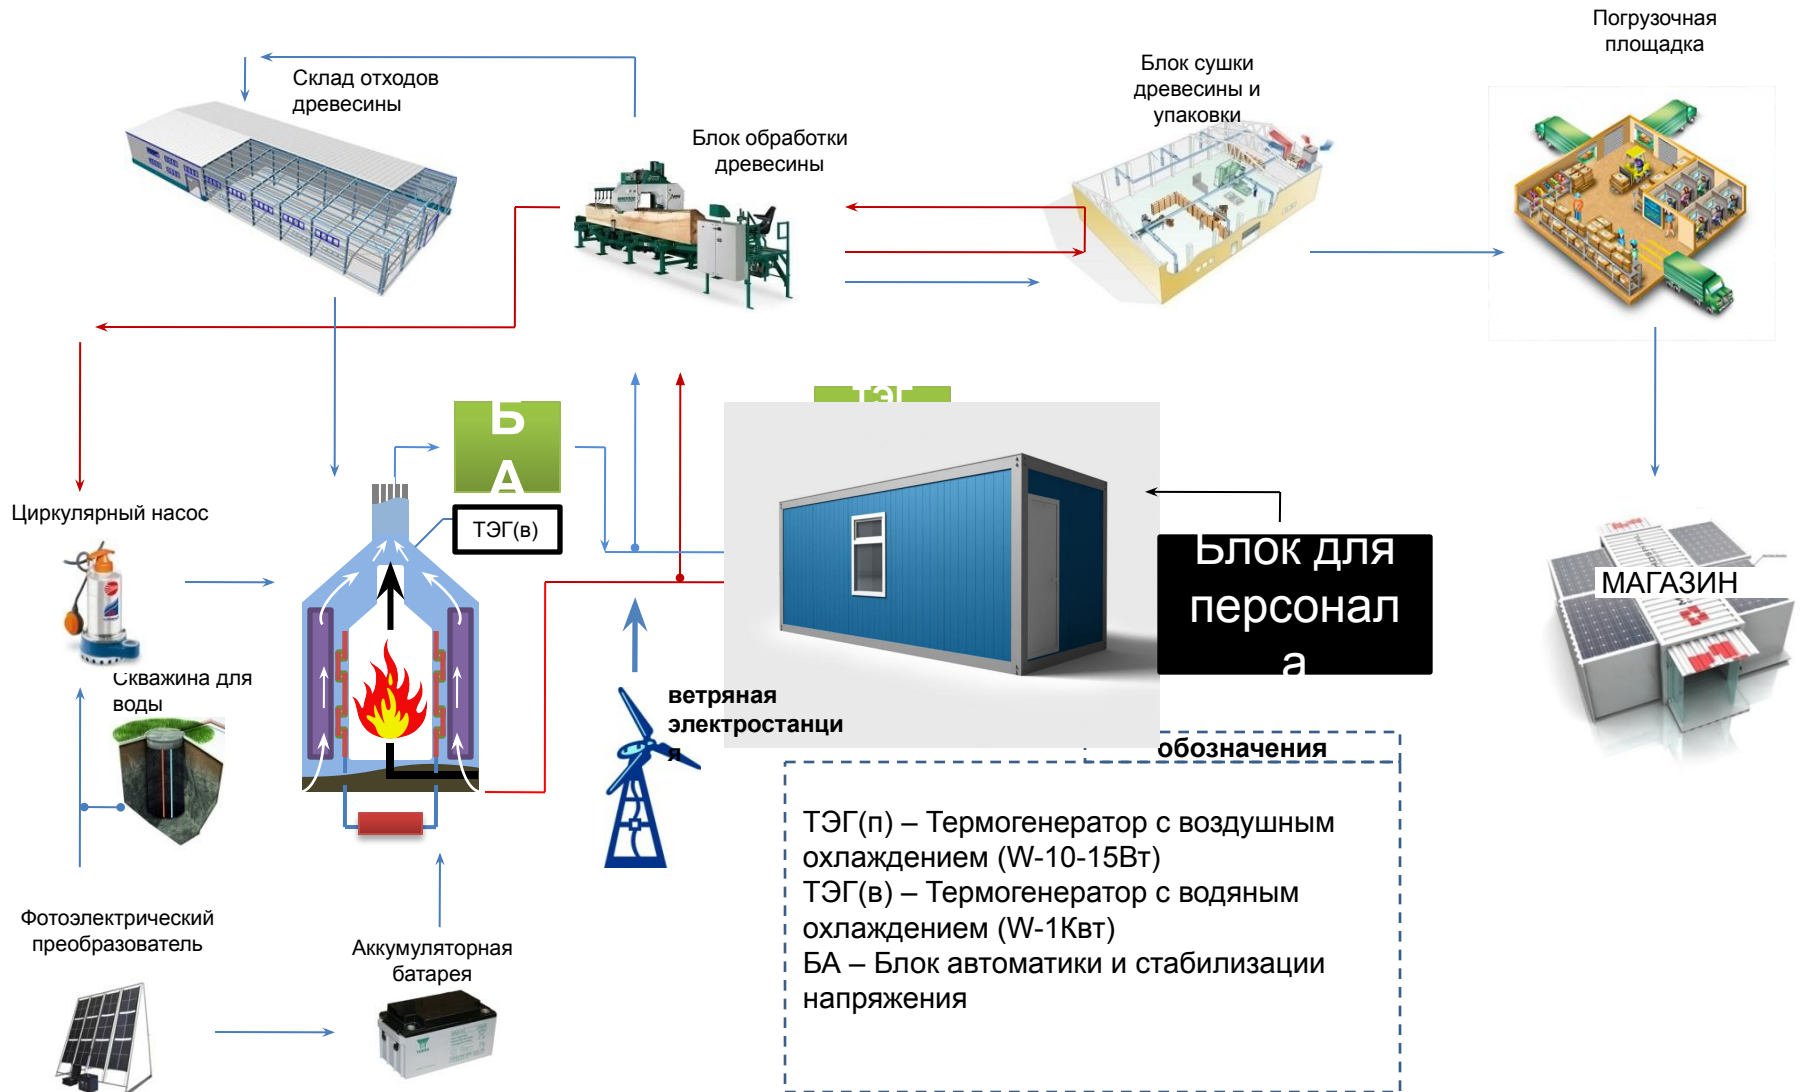 Погрузочная
площадка
Склад отходов
древесины
Блок сушки
древесины и
упаковки
Блок обработки
древесины
ТЭГ
Б
А
ТЭГ(в)
Циркулярный насос
Блок для
персонал
а
МАГАЗИН
Скважина для
воды
ветряная
электростанци
я
обозначения
ТЭГ(п) – Термогенератор с воздушным
охлаждением (W-10-15Вт)
ТЭГ(в) – Термогенератор с водяным
охлаждением (W-1Квт)
БА – Блок автоматики и стабилизации
напряжения
Фотоэлектрический
преобразователь
Аккумуляторная
батарея